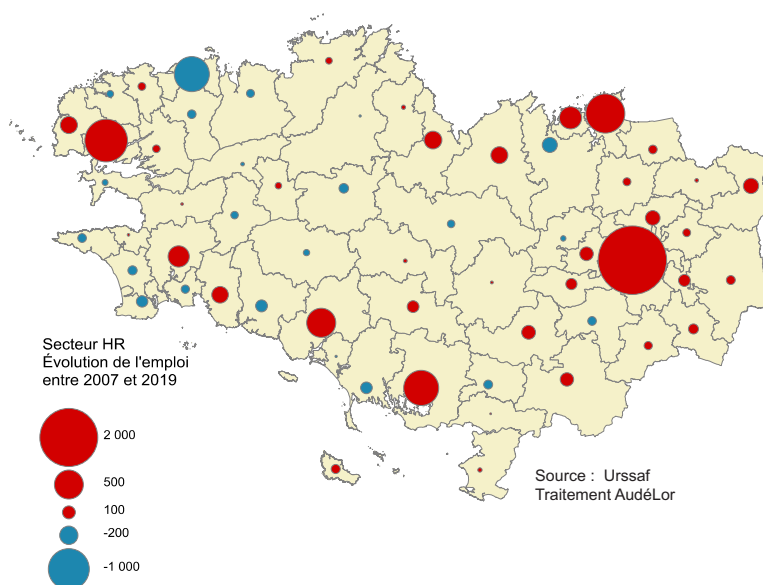 Secteur HR
Évolution de l'emploi
entre 2007 et 2019
2 000
500
100
-200
-1 000
Source : Urssaf
Traitement AudéLor